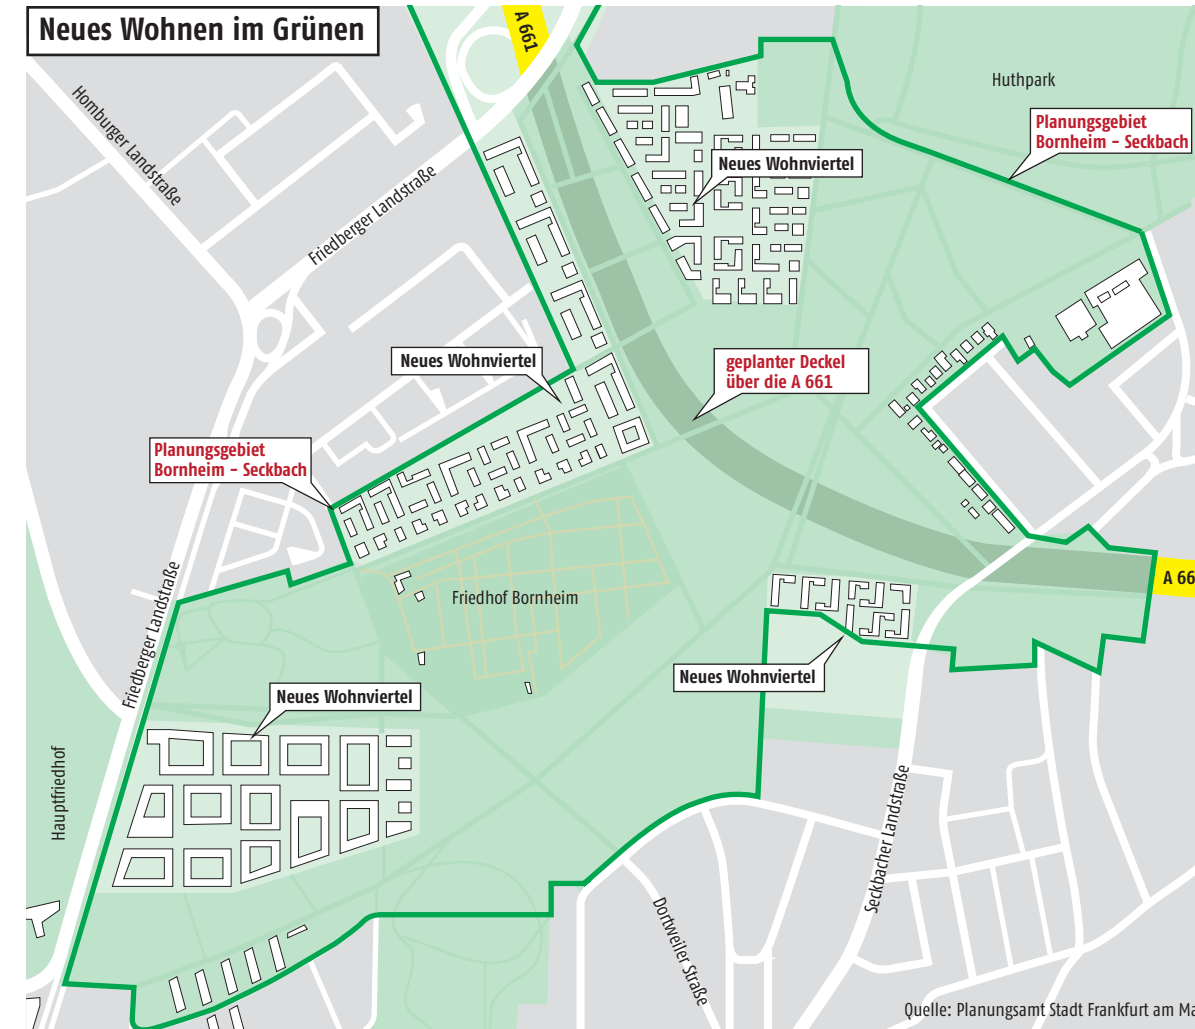 Neues Wohnen im Grünen
A 661
Huthpark
Homburger Landstraße
Planungsgebiet
Bornheim – Seckbach
Neues Wohnviertel
Friedberger Landstraße
Neues Wohnviertel
geplanter Deckel
über die A 661
Planungsgebiet
Bornheim – Seckbach
A 66
Friedhof Bornheim
Friedberger Landstraße
Neues Wohnviertel
Neues Wohnviertel
Hauptfriedhof
Seckbacher Landstraße
Dortweiler Straße
Quelle: Planungsamt Stadt Frankfurt am Ma